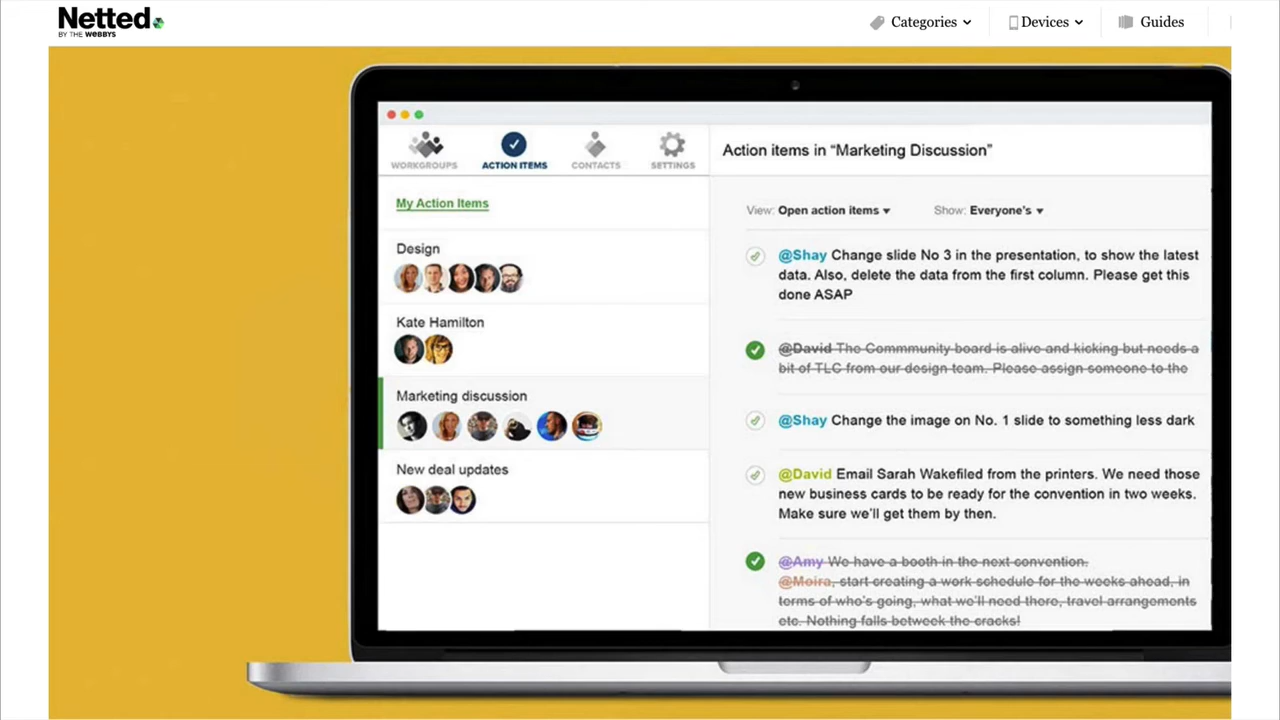 Netted
BY THE WEBBYS
Categories
Devices
Guides
WORKGROUPS
ACTION ITEMS
CONTACTS
SETTINGS
My Action Items
Design
Kate Hamilton
Marketing discussion
New deal updates
Action items in “Marketing Discussion”
View: Open action items
Show: Everyone’s
@Shay Change slide No 3 in the presentation, to show the latest
data. Also, delete the data from the first column. Please get this
done ASAP
@David The Commmunity board is alive and kicking but needs a
bit of TLC from our design team. Please assign someone to the
@Shay Change the image on No. 1 slide to something less dark
@David Email Sarah Wakefiled from the printers. We need those
new business cards to be ready for the convention in two weeks.
Make sure we’ll get them by then.
@Amy We have a booth in the next convention.
@Moira, start creating a work schedule for the weeks ahead, in
terms of who’s going, what we’ll need there, travel arrangements
etc. Nothing falls betweek the cracks!